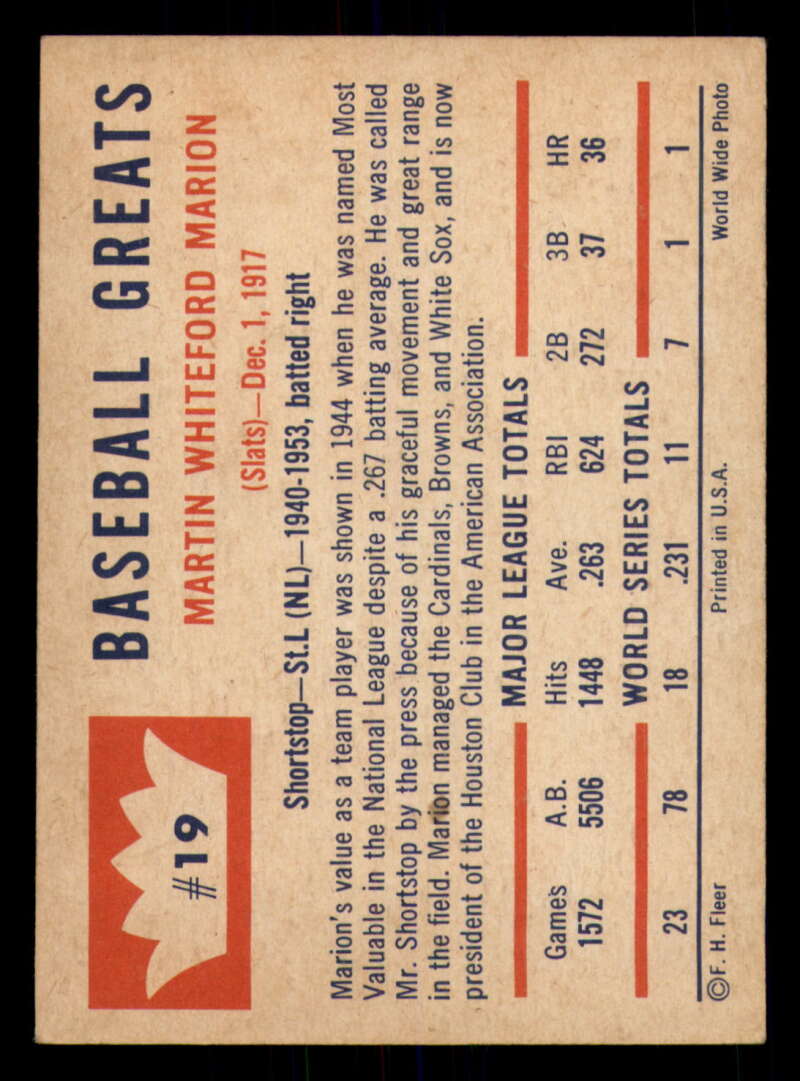 #19
BASEBALL GREATS
MARTIN WHITEFORD MARION
(Slats)—Dec. 1, 1917
Shortstop—St.L (NL)—1940-1953, batted right
Marion's value as a team player was shown in 1944 when he was named Most
Valuable in the National League despite a .267 batting average. He was called
Mr. Shortstop by the press because of his graceful movement and great range
in the field. Marion managed the Cardinals, Browns, and White Sox, and is now
president of the Houston Club in the American Association.
MAJOR LEAGUE TOTALS
Games A.B. Hits Ave. RBI 2B 3B HR
1572 5506 1448 .263 624 272 37 36
WORLD SERIES TOTALS
23 78 18 .231 11 7 1 1
©F. H. Fleer Printed in U.S.A. World Wide Photo